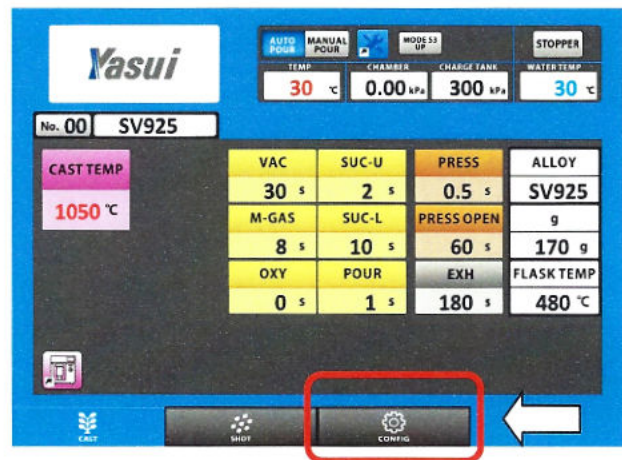 Yasui
AUTO POUR
MANUAL POUR
MODE S3 UP
STOPPER
TEMP
30 ℃
CHAMBER
0.00 kPa
CHARGE TANK
300 kPa
WATER TEMP
30 ℃
No. 00 SV925
CAST TEMP
1050 ℃
VAC
30 s
SUC-U
2 s
PRESS
0.5 s
ALLOY
SV925
M-GAS
8 s
SUC-L
10 s
PRESS OPEN
60 s
g
170 g
OXY
0 s
POUR
1 s
EXH
180 s
FLASK TEMP
480 ℃
CAST
SHOT
CONFIG